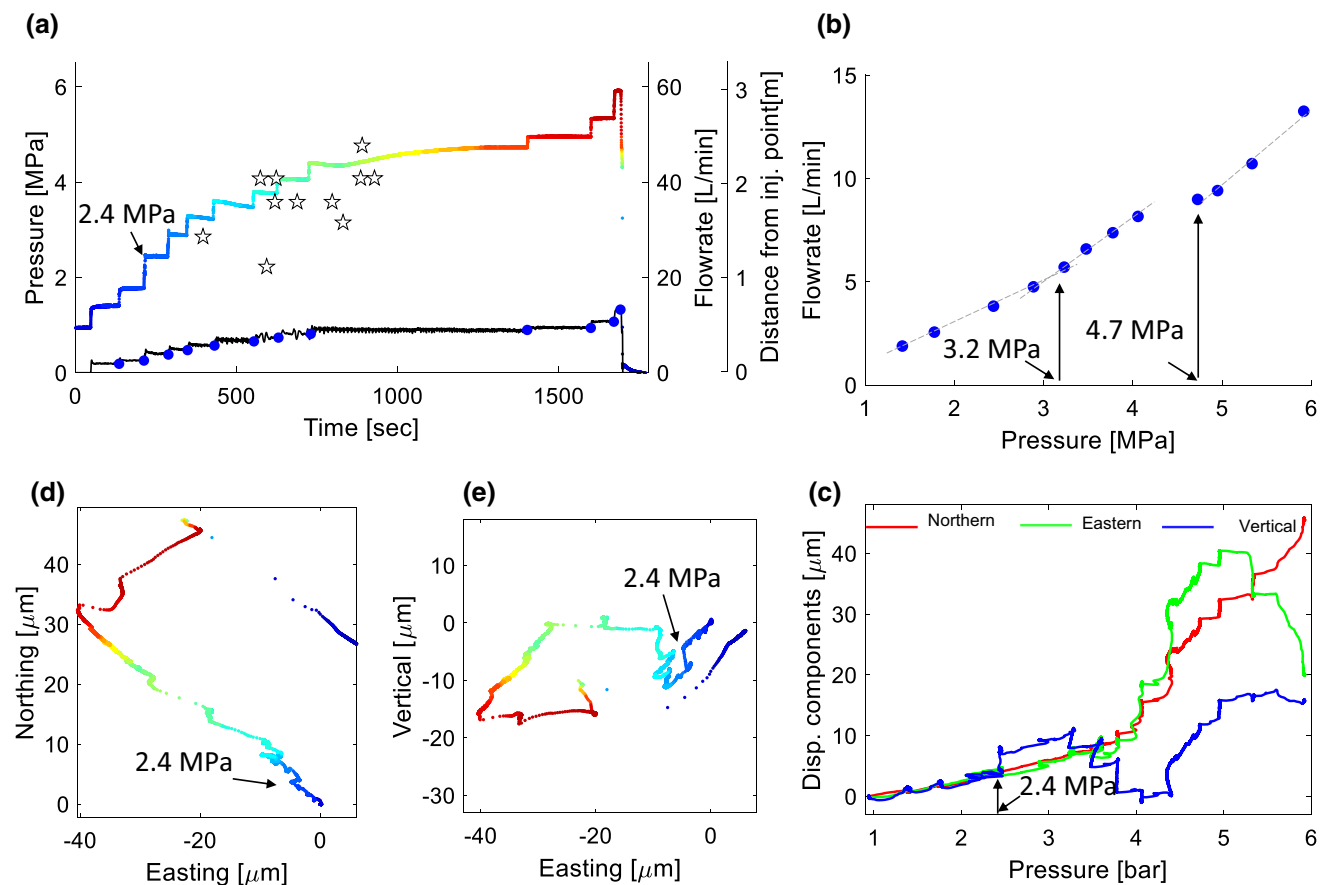 (a)
6
4
2
0
Pressure [MPa]
2.4 MPa
0
500
1000
1500
Time [sec]
60
40
20
0
Flowrate [L/min]
3
2
1
0
Distance from inj. point[m]
(b)
15
10
5
0
Flowrate [L/min]
3.2 MPa
4.7 MPa
1
2
3
4
5
6
Pressure [MPa]
(d)
40
30
20
10
0
Northing [μm]
2.4 MPa
-40
-20
0
Easting [μm]
(e)
10
0
-10
-20
-30
Vertical [μm]
2.4 MPa
-40
-20
0
Easting [μm]
(c)
Northern
Eastern
Vertical
50
40
30
20
10
0
Disp. components [μm]
2.4 MPa
1
2
3
4
5
6
Pressure [bar]